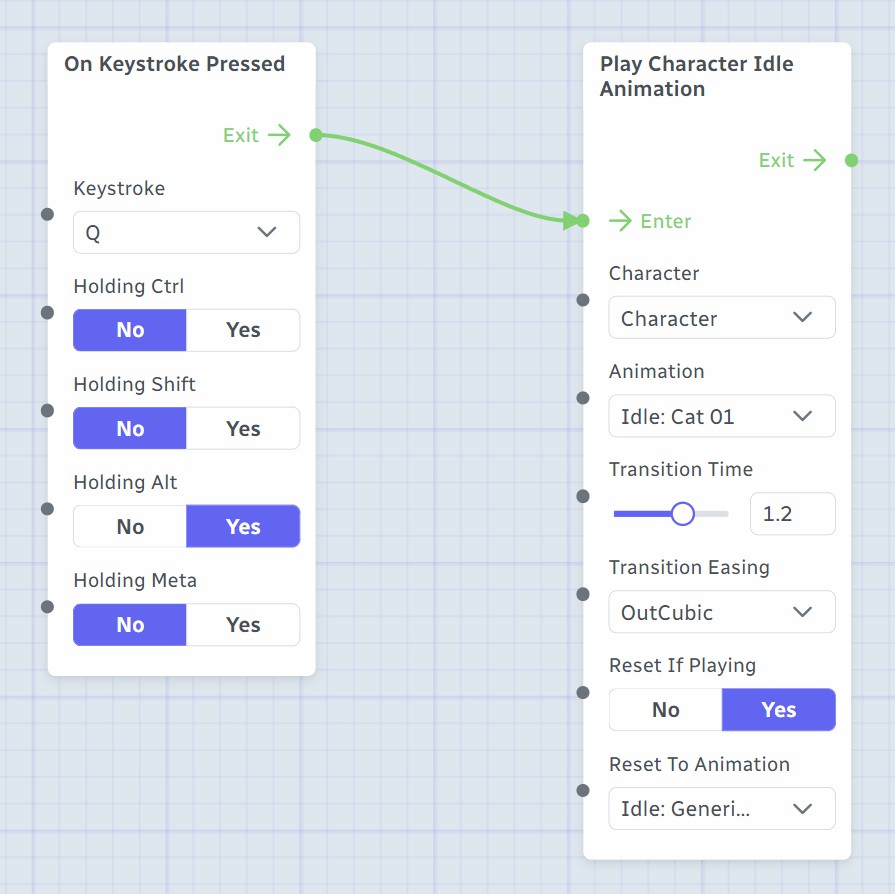 On Keystroke Pressed
Exit
Keystroke
Q
Holding Ctrl
No Yes
Holding Shift
No Yes
Holding Alt
No Yes
Holding Meta
No Yes
Play Character Idle
Animation
Exit
Enter
Character
Character
Animation
Idle: Cat 01
Transition Time
1.2
Transition Easing
OutCubic
Reset If Playing
No Yes
Reset To Animation
Idle: Generi...